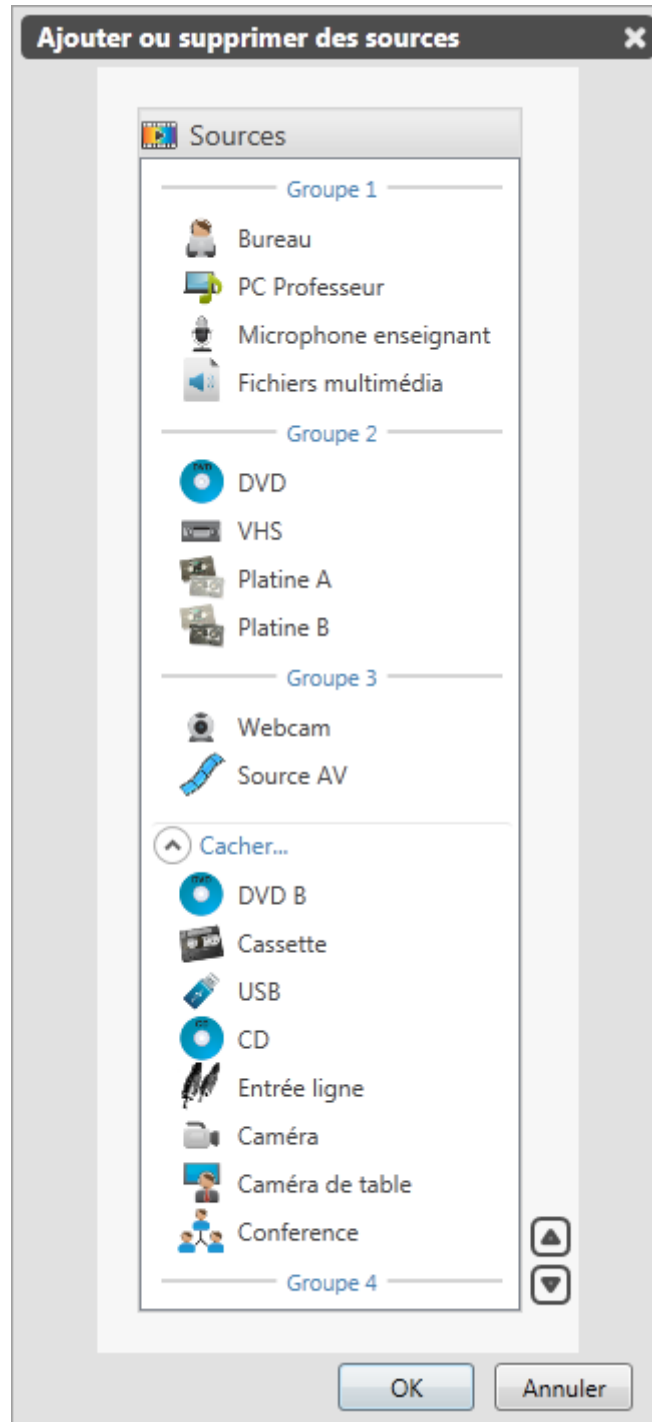 Ajouter ou supprimer des sources
Sources
Groupe 1
Bureau
PC Professeur
Microphone enseignant
Fichiers multimédia
Groupe 2
DVD
VHS
Platine A
Platine B
Groupe 3
Webcam
Source AV
Cacher...
DVD B
Cassette
USB
CD
Entrée ligne
Caméra
Caméra de table
Conference
Groupe 4
OK Annuler